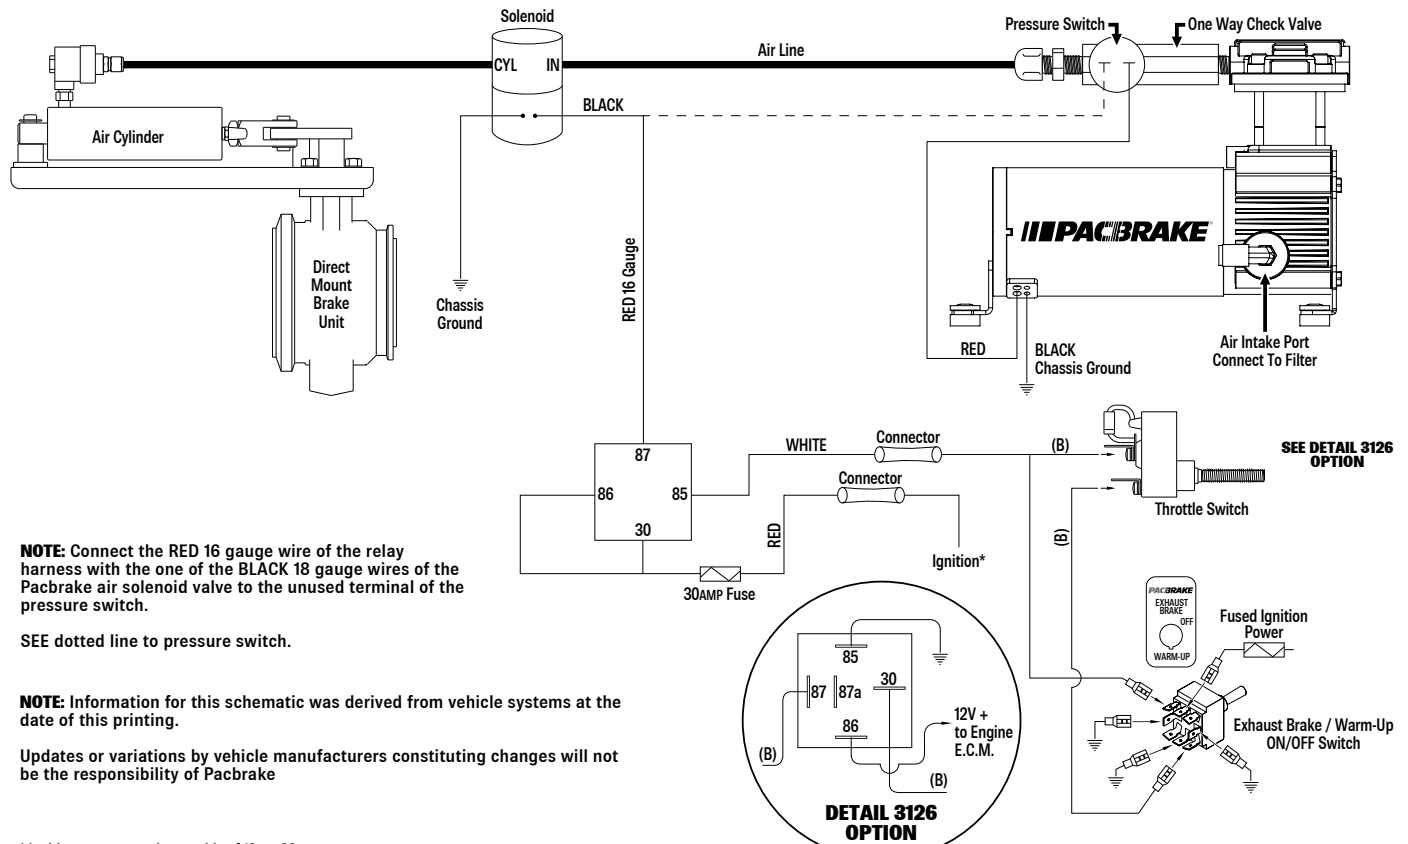 Solenoid
Pressure Switch
One Way Check Valve
CYL
IN
Air Line
BLACK
Air Cylinder
PACBRAKE
Direct
Mount
Brake
Unit
Chassis
Ground
RED 16 Gauge
RED
BLACK
Chassis Ground
Air Intake Port
Connect To Filter
87
86
85
30
WHITE
Connector
(B)
Connector
RED
Ignition*
30AMP Fuse
(B)
Throttle Switch
SEE DETAIL 3126
OPTION
NOTE: Connect the RED 16 gauge wire of the relay
harness with the one of the BLACK 18 gauge wires of the
Pacbrake air solenoid valve to the unused terminal of the
pressure switch.
SEE dotted line to pressure switch.
NOTE: Information for this schematic was derived from vehicle systems at the
date of this printing.
Updates or variations by vehicle manufacturers constituting changes will not
be the responsibility of Pacbrake
85
87
87a
30
86
12V +
to Engine
E.C.M.
(B)
(B)
DETAIL 3126
OPTION
PACBRAKE
EXHAUST
BRAKE
OFF
WARM-UP
Fused Ignition
Power
Exhaust Brake / Warm-Up
ON/OFF Switch